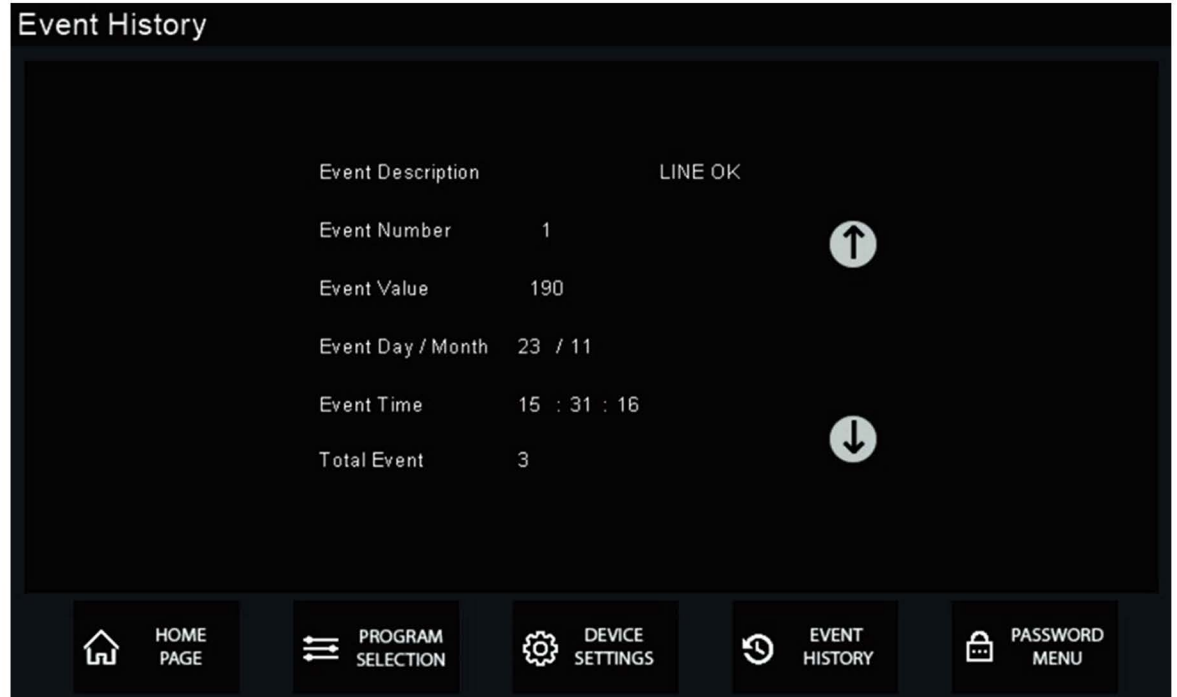 Event History
Event Description LINE OK
Event Number 1
Event Value 190
Event Day / Month 23 / 11
Event Time 15 : 31 : 16
Total Event 3
HOME PAGE
PROGRAM SELECTION
DEVICE SETTINGS
EVENT HISTORY
PASSWORD MENU